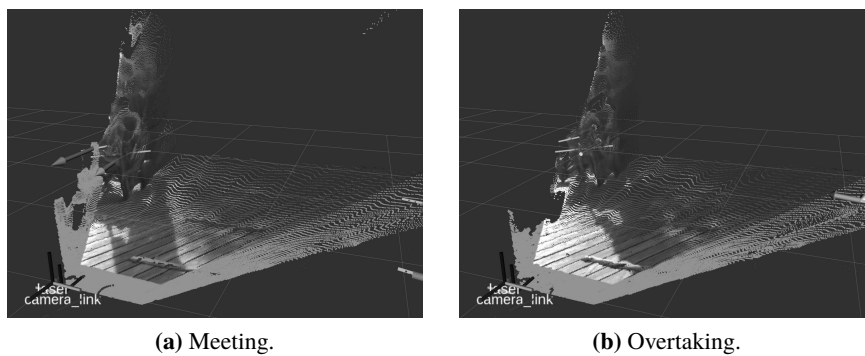 laser
camera_link
laser
camera_link
(a) Meeting.
(b) Overtaking.